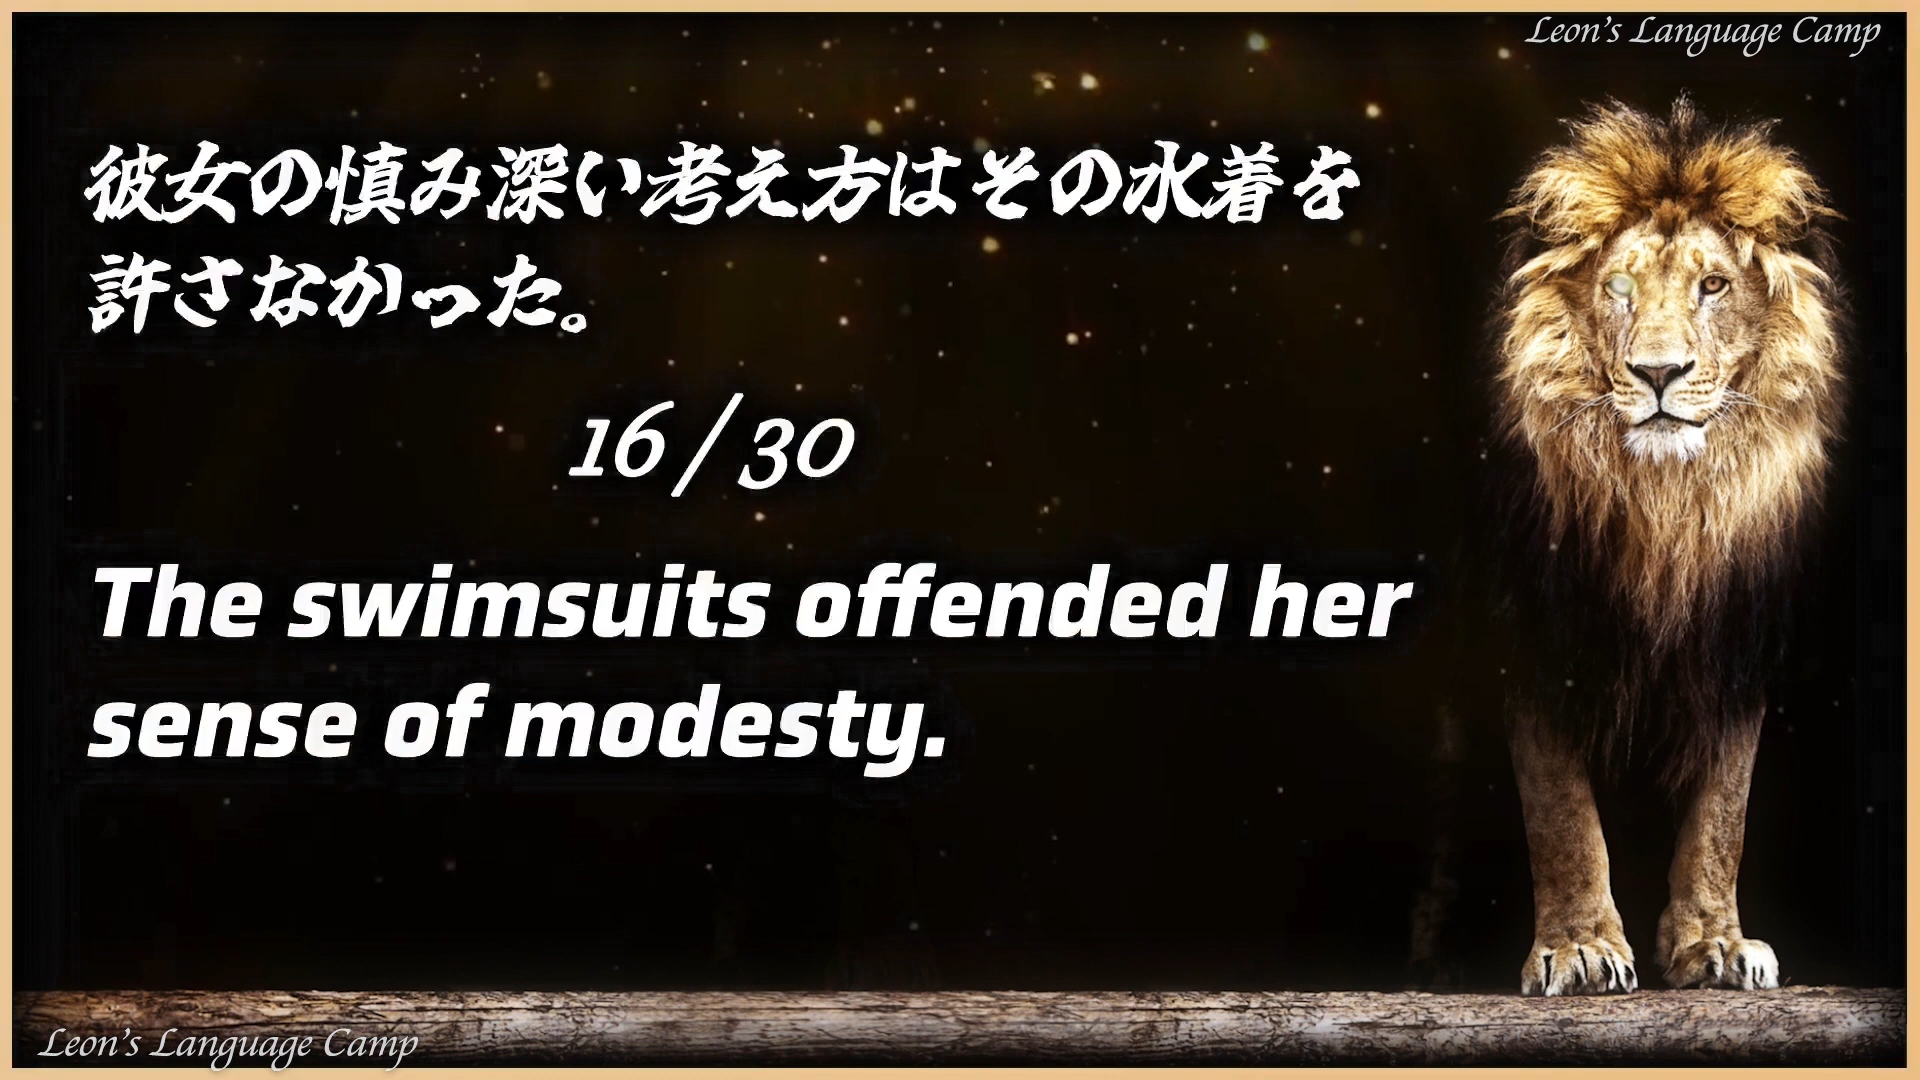 Leon's Language Camp
彼女の慎み深い考え方はその水着を
許さなかった。
16/30
The swimsuits offended her
sense of modesty.
Leon's Language Camp